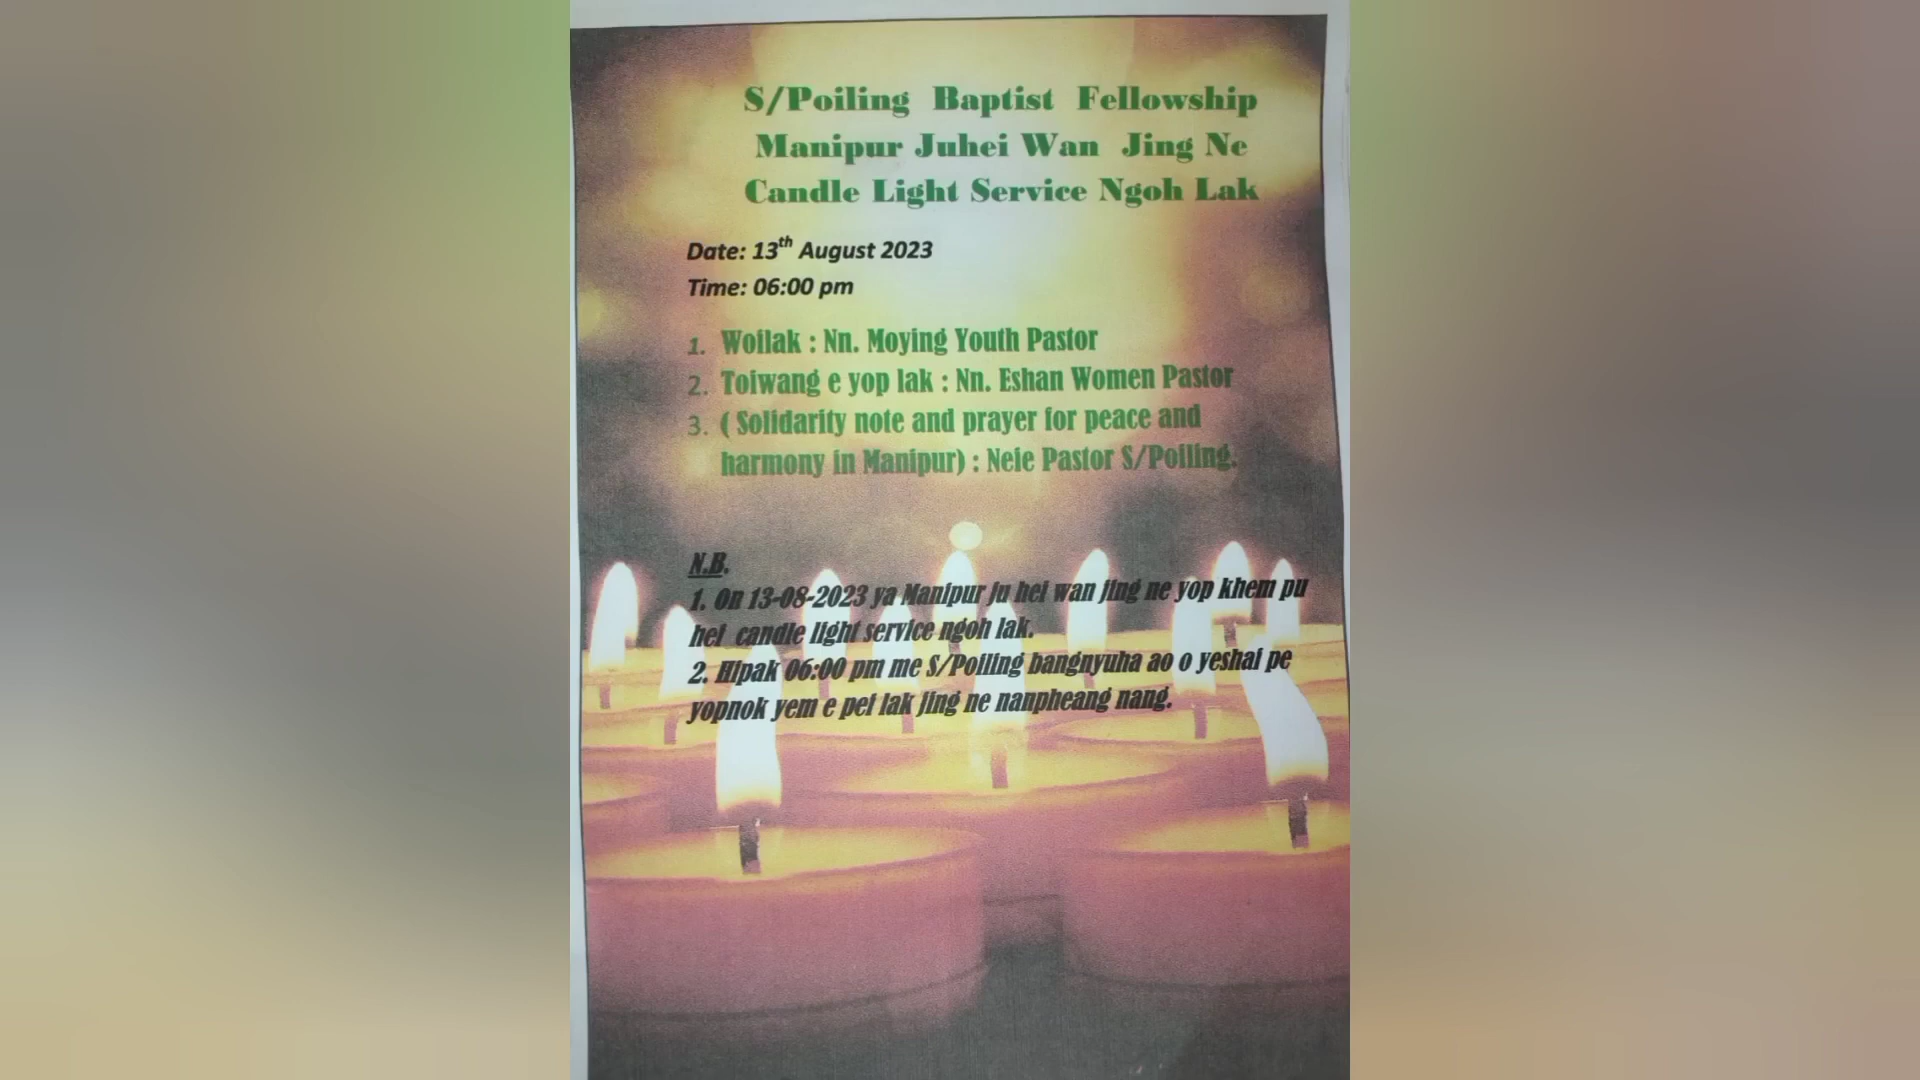 S/Poiling Baptist Fellowship
Manipur Juhei Wan Jing Ne
Candle Light Service Ngoh Lak
Date: 13th August 2023
Time: 06:00 pm
1. Woilak : Nn. Moying Youth Pastor
2. Toiwang e yop lak : Nn. Eshan Women Pastor
3. ( Solidarity note and prayer for peace and
harmony in Manipur) : Neie Pastor S/Poiling.
N.B.
1. On 13-08-2023 ya Manipur ju hei wan jing ne yop khem pu
hei candle light service ngoh lak.
2. Hipak 06:00 pm me S/Poiling bangnyuha ao o yeshai pe
yopnok yem e pei lak jing ne nanpheang nang.